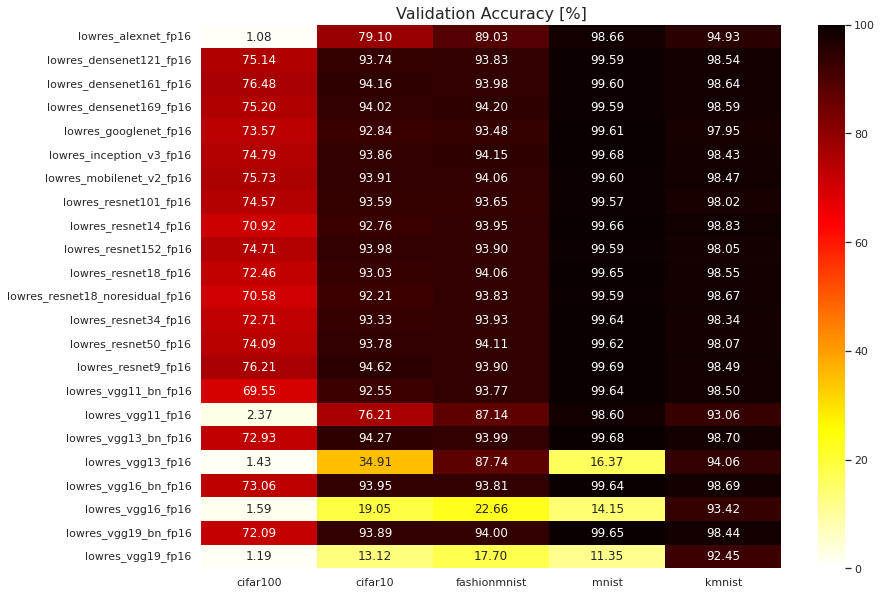 Validation Accuracy [%]
lowres_alexnet_fp16 1.08 79.10 89.03 98.66 94.93
lowres_densenet121_fp16 75.14 93.74 93.83 99.59 98.54
lowres_densenet161_fp16 76.48 94.16 93.98 99.60 98.64
lowres_densenet169_fp16 75.20 94.02 94.20 99.59 98.59
lowres_googlenet_fp16 73.57 92.84 93.48 99.61 97.95
lowres_inception_v3_fp16 74.79 93.86 94.15 99.68 98.43
lowres_mobilenet_v2_fp16 75.73 93.91 94.06 99.60 98.47
lowres_resnet101_fp16 74.57 93.59 93.65 99.57 98.02
lowres_resnet14_fp16 70.92 92.76 93.95 99.66 98.83
lowres_resnet152_fp16 74.71 93.98 93.90 99.59 98.05
lowres_resnet18_fp16 72.46 93.03 94.06 99.65 98.55
lowres_resnet18_noresidual_fp16 70.58 92.21 93.83 99.59 98.67
lowres_resnet34_fp16 72.71 93.33 93.93 99.64 98.34
lowres_resnet50_fp16 74.09 93.78 94.11 99.62 98.07
lowres_resnet9_fp16 76.21 94.62 93.90 99.69 98.49
lowres_vgg11_bn_fp16 69.55 92.55 93.77 99.64 98.50
lowres_vgg11_fp16 2.37 76.21 87.14 98.60 93.06
lowres_vgg13_bn_fp16 72.93 94.27 93.99 99.68 98.70
lowres_vgg13_fp16 1.43 34.91 87.74 16.37 94.06
lowres_vgg16_bn_fp16 73.06 93.95 93.81 99.64 98.69
lowres_vgg16_fp16 1.59 19.05 22.66 14.15 93.42
lowres_vgg19_bn_fp16 72.09 93.89 94.00 99.65 98.44
lowres_vgg19_fp16 1.19 13.12 17.70 11.35 92.45
cifar100 cifar10 fashionmnist mnist kmnist
100
80
60
40
20
0